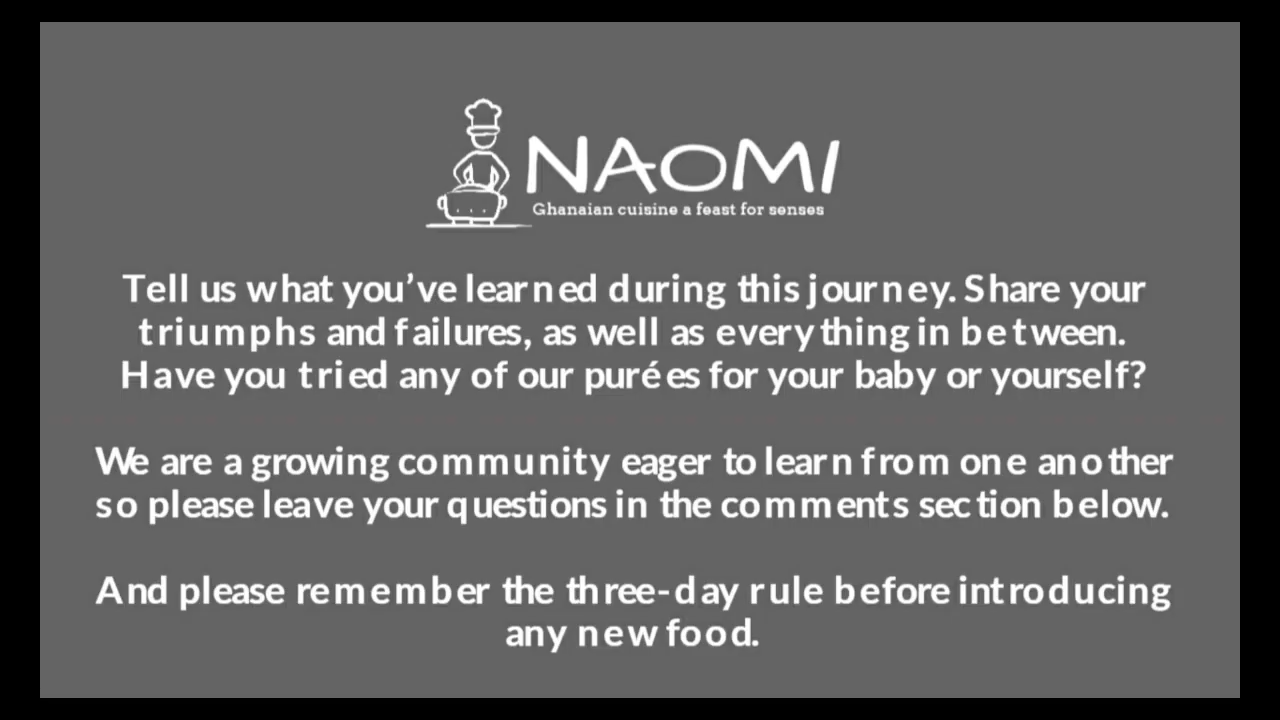 NAOMI
Ghanaian cuisine a feast for senses
Tell us what you’ve learned during this journey. Share your
triumphs and failures, as well as everything in between.
Have you tried any of our purées for your baby or yourself?
We are a growing community eager to learn from one another
so please leave your questions in the comments section below.
And please remember the three-day rule before introducing
any new food.